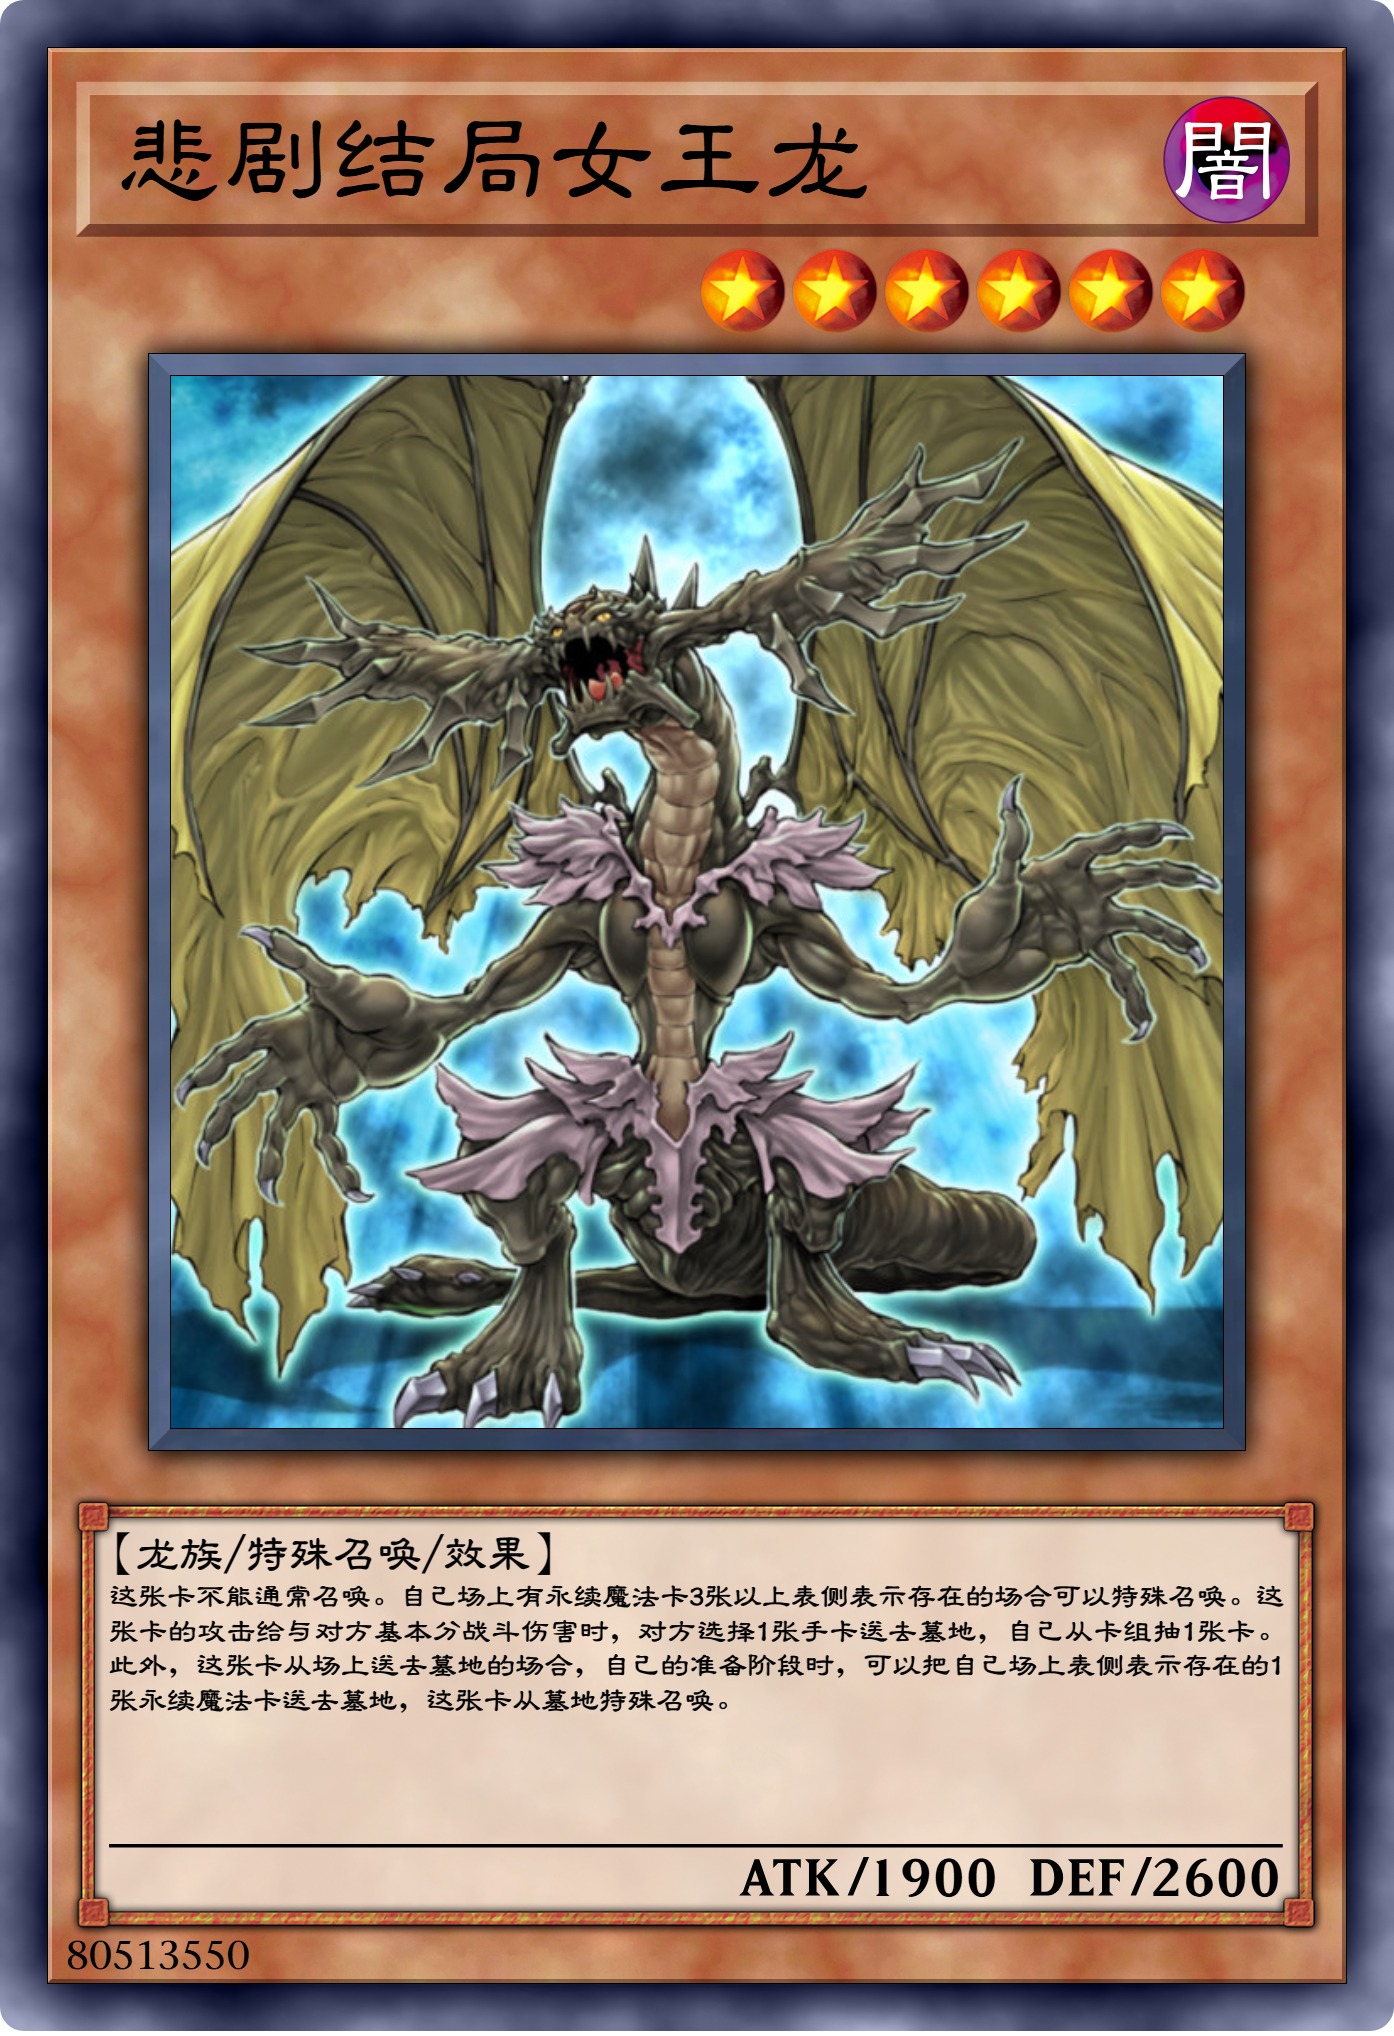 悲剧结局女王龙
闇
【龙族/特殊召唤/效果】
这张卡不能通常召唤。自己场上有永续魔法卡3张以上表侧表示存在的场合可以特殊召唤。这
张卡的攻击给与对方基本分战斗伤害时，对方选择1张手卡送去墓地，自己从卡组抽1张卡。
此外，这张卡从场上送去墓地的场合，自己的准备阶段时，可以把自己场上表侧表示存在的1
张永续魔法卡送去墓地，这张卡从墓地特殊召唤。
ATK/1900 DEF/2600
80513550